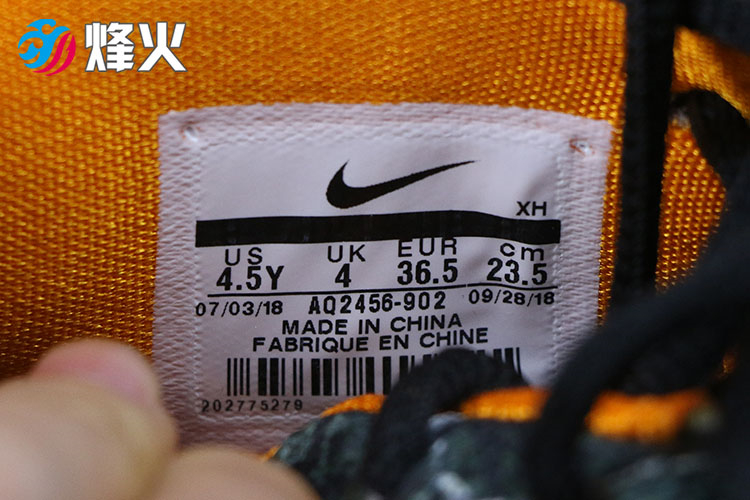 烽火
XH
US UK EUR cm
4.5Y 4 36.5 23.5
07/03/18 AQ2456-902 09/28/18
MADE IN CHINA
FABRIQUE EN CHINE
202775279